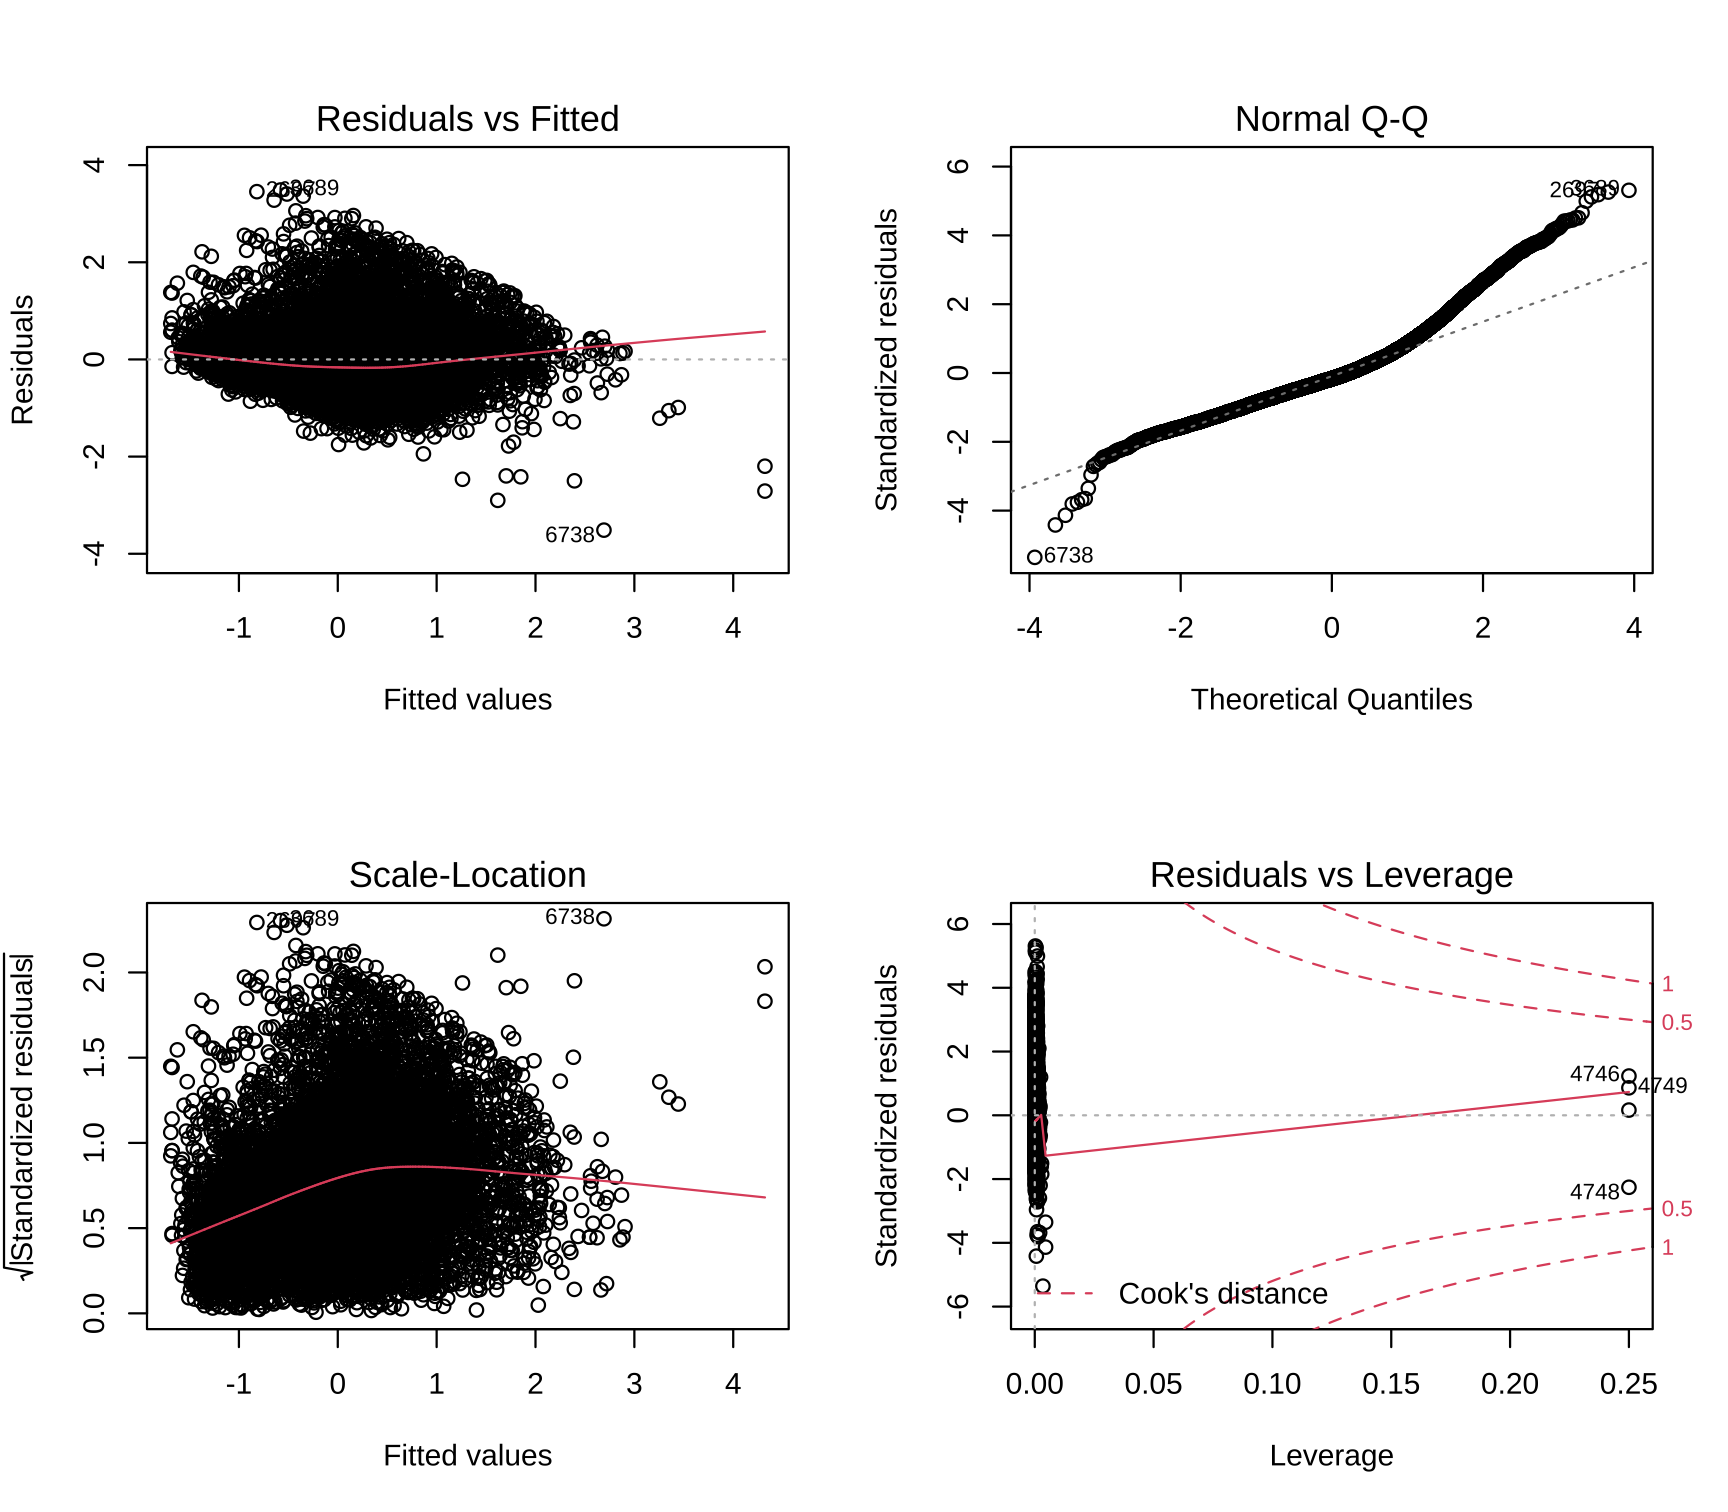 Residuals vs Fitted
Residuals
4
2
0
-2
-4
3689
6738
-1 0 1 2 3 4
Fitted values
Normal Q-Q
Standardized residuals
6
4
2
0
-2
-4
3689
6738
-4 -2 0 2 4
Theoretical Quantiles
Scale-Location
√|Standardized residuals|
2.0
1.5
1.0
0.5
0.0
3689
6738
-1 0 1 2 3 4
Fitted values
Residuals vs Leverage
Standardized residuals
6
4
2
0
-2
-4
-6
1
0.5
4746
4749
4748
0.5
1
Cook's distance
0.00 0.05 0.10 0.15 0.20 0.25
Leverage